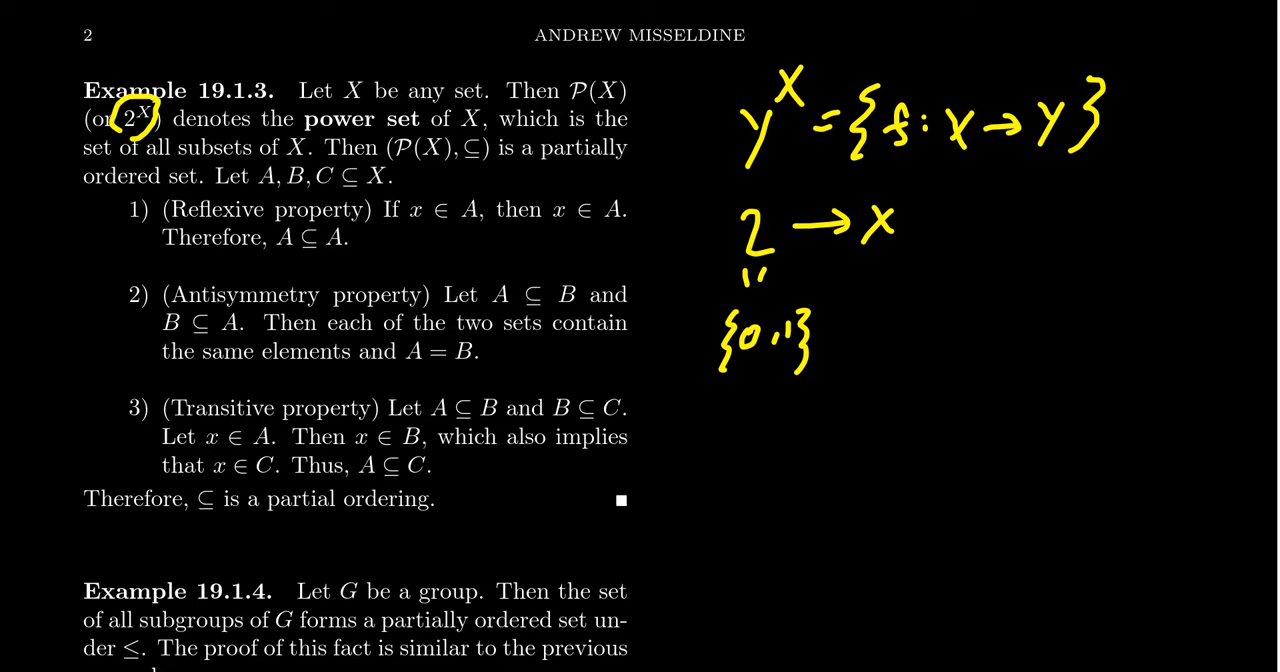 2
ANDREW MISSELDINE
Example 19.1.3. Let X be any set. Then 𝒫(X)
(or 2^X) denotes the power set of X, which is the
set of all subsets of X. Then (𝒫(X), ⊆) is a partially
ordered set. Let A, B, C ⊆ X.
1) (Reflexive property) If x ∈ A, then x ∈ A.
Therefore, A ⊆ A.
2) (Antisymmetry property) Let A ⊆ B and
B ⊆ A. Then each of the two sets contain
the same elements and A = B.
3) (Transitive property) Let A ⊆ B and B ⊆ C.
Let x ∈ A. Then x ∈ B, which also implies
that x ∈ C. Thus, A ⊆ C.
Therefore, ⊆ is a partial ordering. ■
Example 19.1.4. Let G be a group. Then the set
of all subgroups of G forms a partially ordered set un-
der ≤. The proof of this fact is similar to the previous
Y^X = {f: X → Y}
2 → X
"
{0,1}